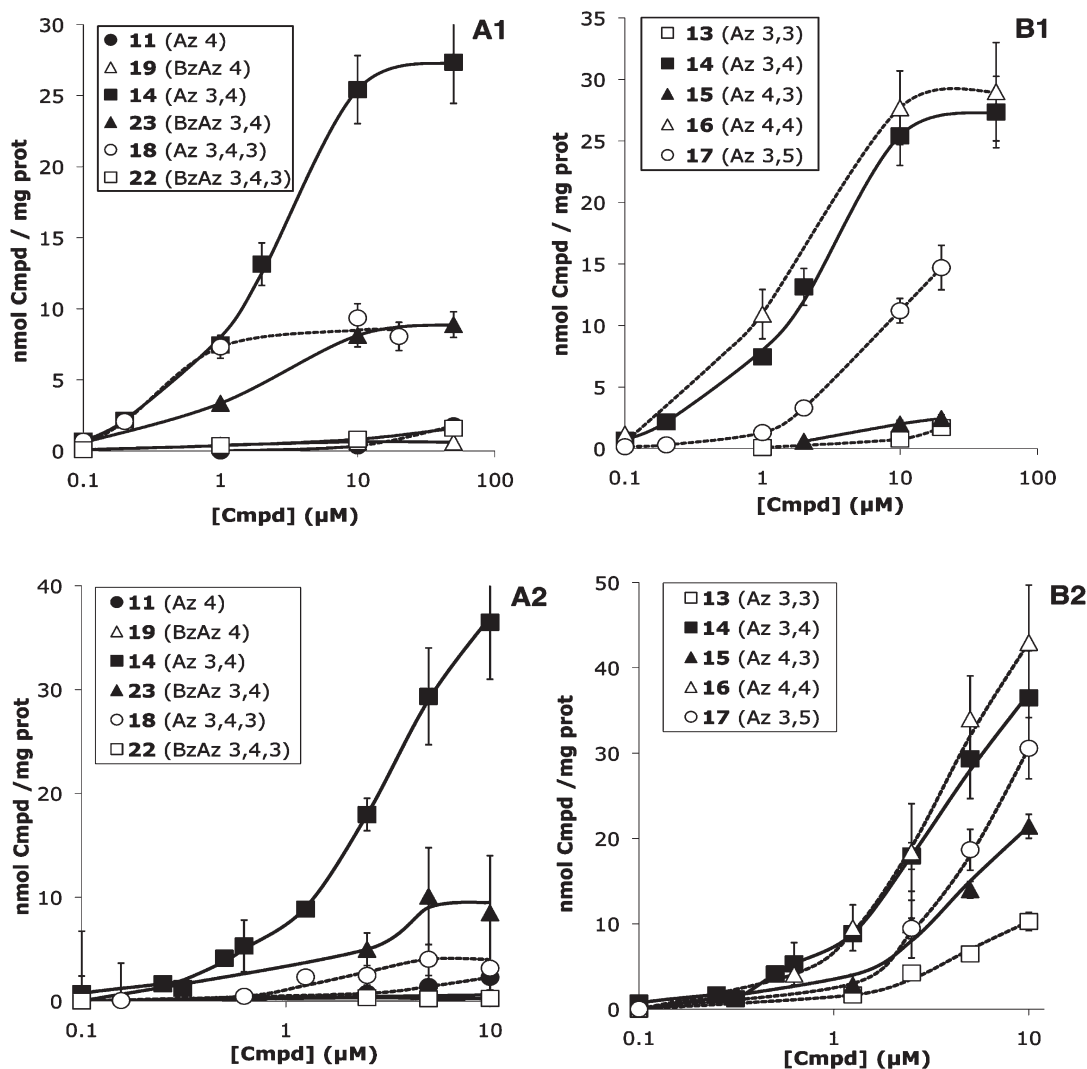 A1
30
25
20
15
10
5
0
0.1
1
10
100
nmol Cmpd / mg prot
[Cmpd] (µM)
11 (Az 4)
19 (BzAz 4)
14 (Az 3,4)
23 (BzAz 3,4)
18 (Az 3,4,3)
22 (BzAz 3,4,3)
B1
35
30
25
20
15
10
5
0
0.1
1
10
100
nmol Cmpd / mg prot
[Cmpd] (µM)
13 (Az 3,3)
14 (Az 3,4)
15 (Az 4,3)
16 (Az 4,4)
17 (Az 3,5)
A2
40
30
20
10
0
0.1
1
10
nmol Cmpd /mg prot
[Cmpd] (µM)
11 (Az 4)
19 (BzAz 4)
14 (Az 3,4)
23 (BzAz 3,4)
18 (Az 3,4,3)
22 (BzAz 3,4,3)
B2
50
40
30
20
10
0
0.1
1
10
nmol Cmpd /mg prot
[Cmpd] (µM)
13 (Az 3,3)
14 (Az 3,4)
15 (Az 4,3)
16 (Az 4,4)
17 (Az 3,5)